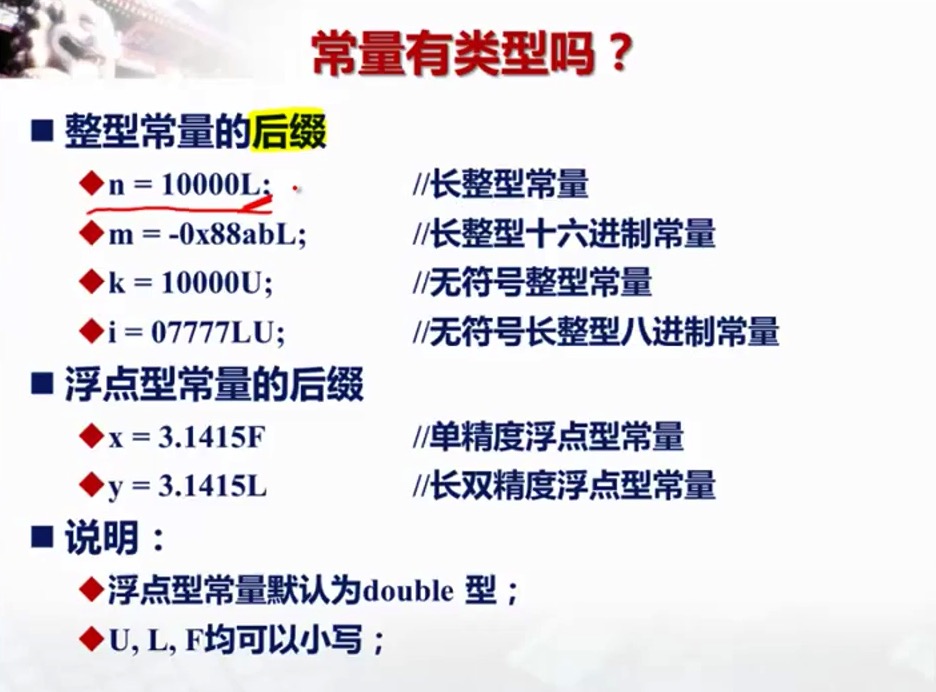 常量有类型吗？
整型常量的后缀
n = 10000L; //长整型常量
m = -0x88abL; //长整型十六进制常量
k = 10000U; //无符号整型常量
i = 07777LU; //无符号长整型八进制常量
浮点型常量的后缀
x = 3.1415F //单精度浮点型常量
y = 3.1415L //长双精度浮点型常量
说明：
浮点型常量默认为double 型；
U, L, F均可以小写；